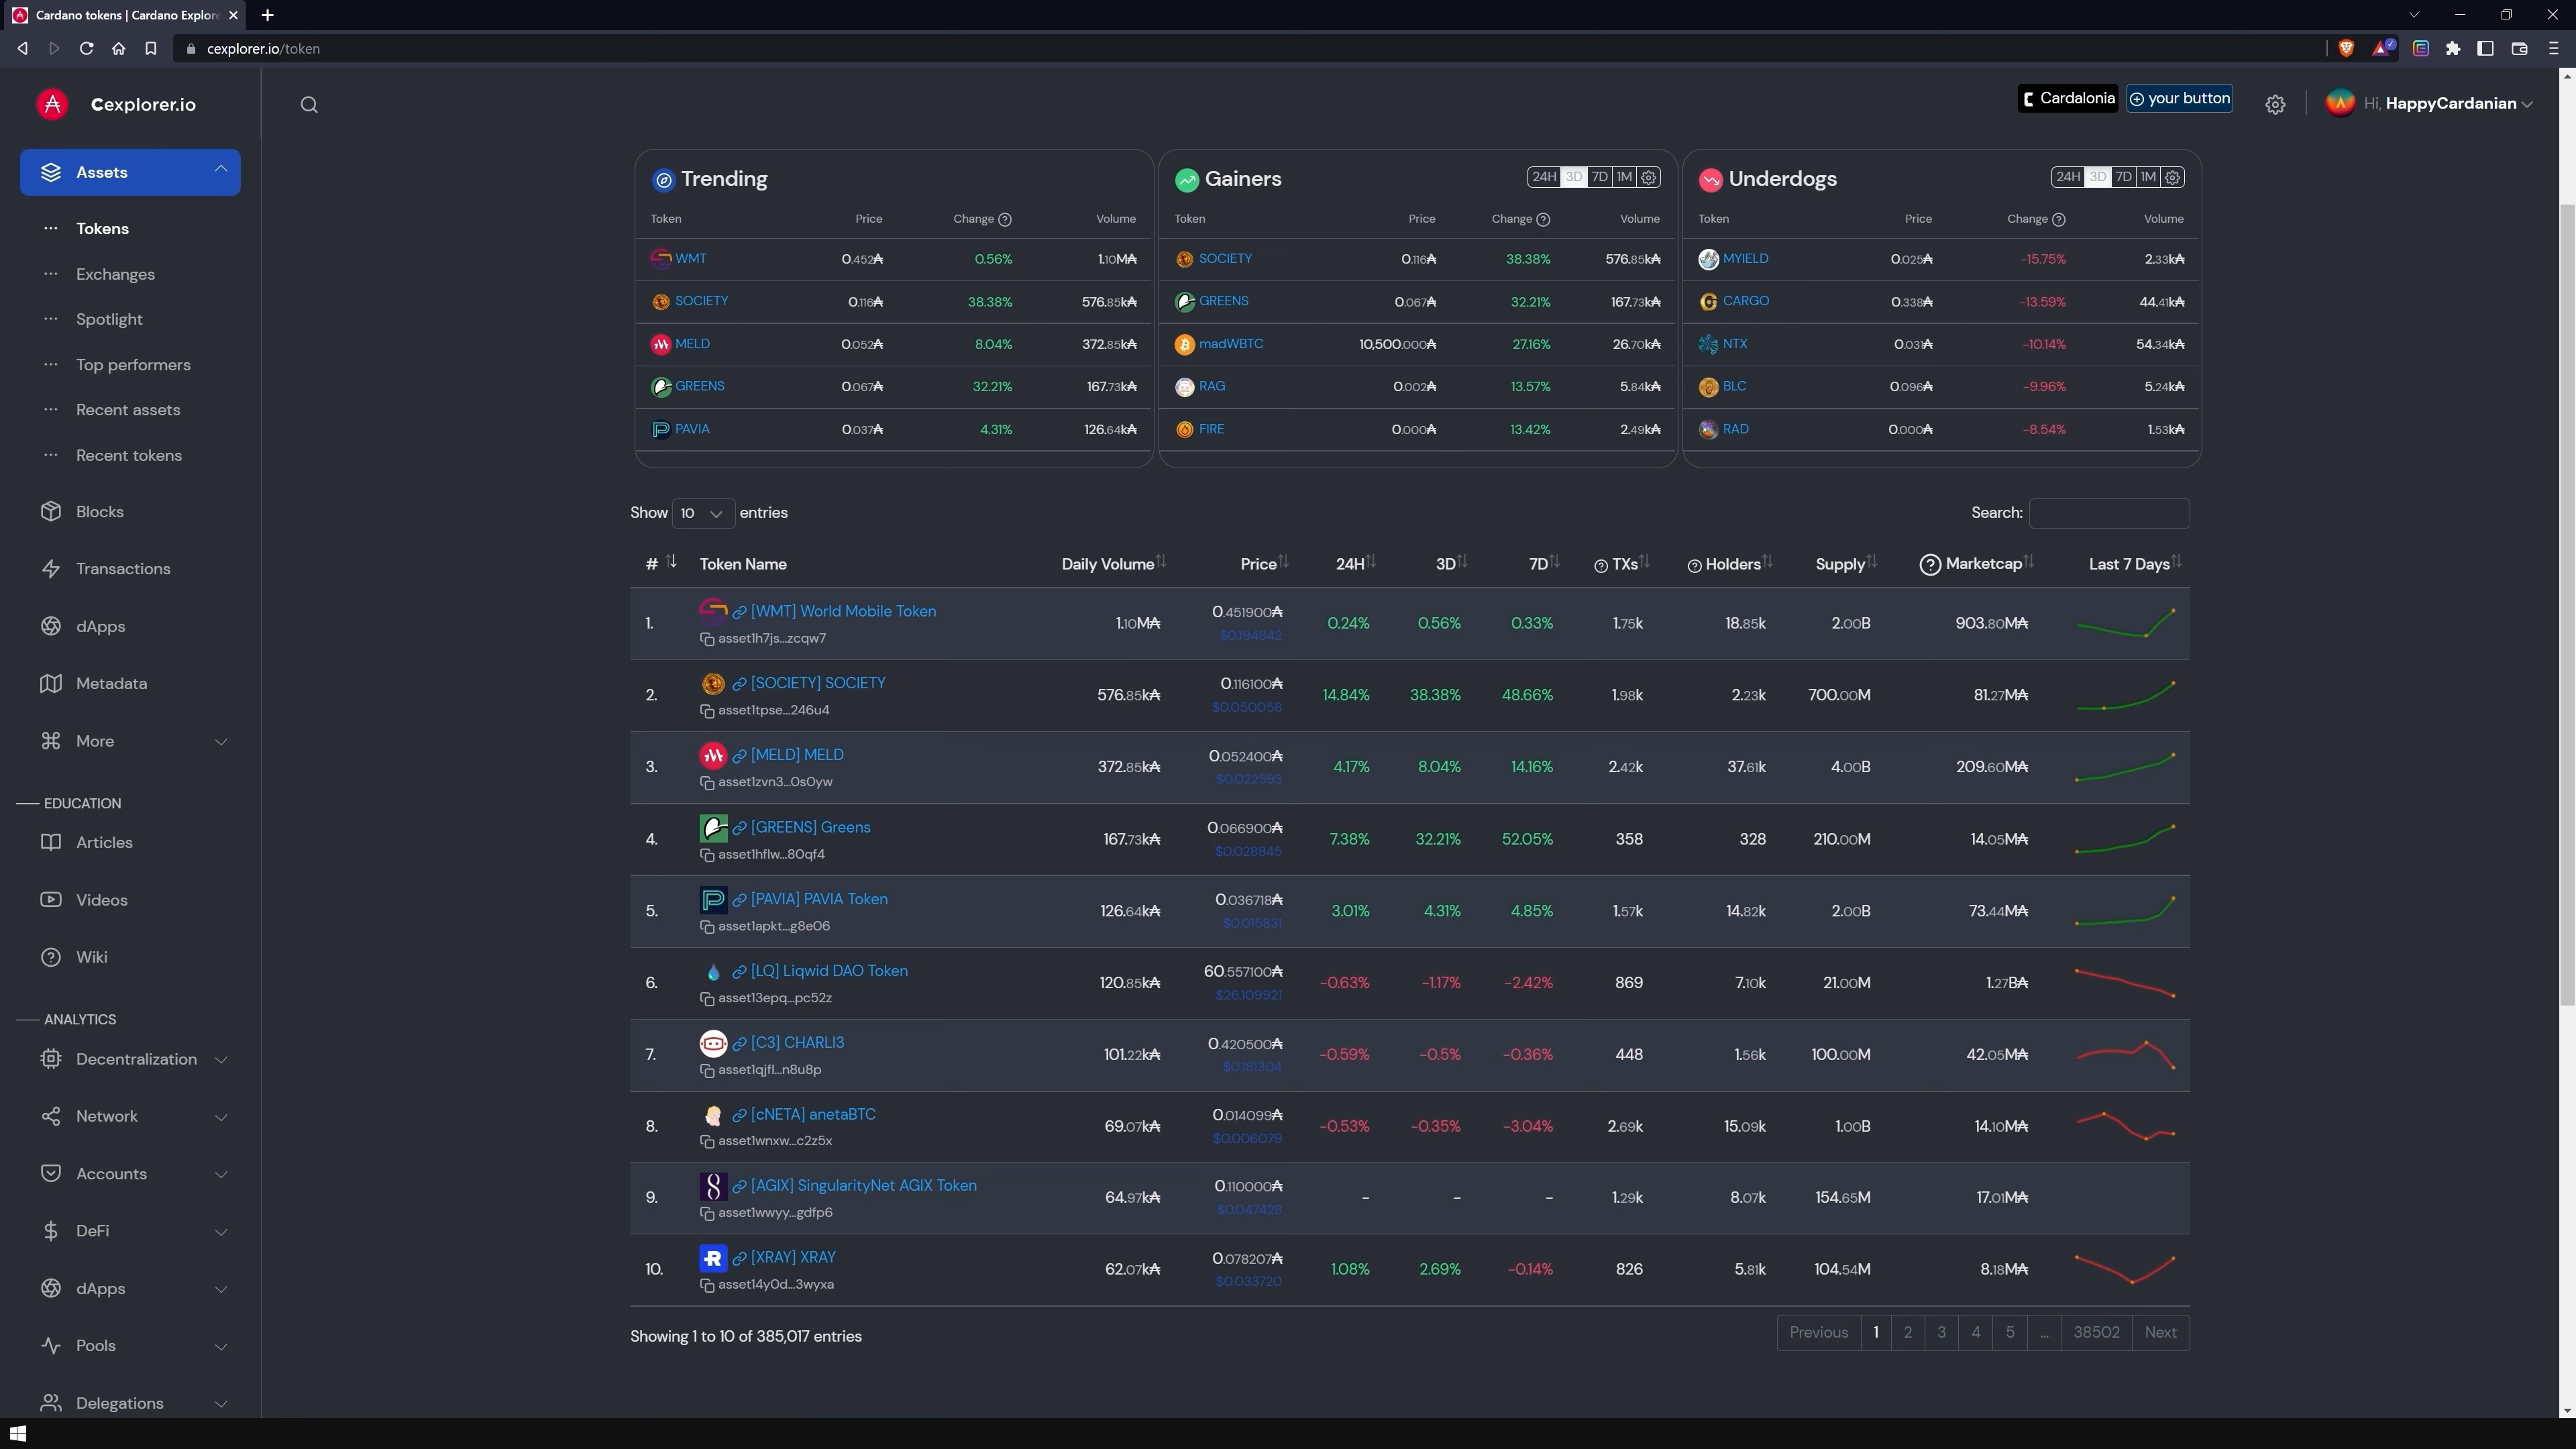 Cardano tokens | Cardano Explore
cexplorer.io/token
Cexplorer.io
Cardalonia
your button
Hi, HappyCardanian
Assets
Tokens
Exchanges
Spotlight
Top performers
Recent assets
Recent tokens
Blocks
Transactions
dApps
Metadata
More
EDUCATION
Articles
Videos
Wiki
ANALYTICS
Decentralization
Network
Accounts
DeFi
dApps
Pools
Delegations
Trending
Token Price Change Volume
WMT 0.452₳ 0.56% 1.10M₳
SOCIETY 0.116₳ 38.38% 576.85k₳
MELD 0.052₳ 8.04% 372.85k₳
GREENS 0.067₳ 32.21% 167.73k₳
PAVIA 0.037₳ 4.31% 126.64k₳
Gainers 24H 3D 7D 1M
Token Price Change Volume
SOCIETY 0.116₳ 38.38% 576.85k₳
GREENS 0.067₳ 32.21% 167.73k₳
madWBTC 10,500.000₳ 27.16% 26.70k₳
RAG 0.002₳ 13.57% 5.84k₳
FIRE 0.000₳ 13.42% 2.49k₳
Underdogs 24H 3D 7D 1M
Token Price Change Volume
MYIELD 0.025₳ -15.75% 2.33k₳
CARGO 0.338₳ -13.59% 44.41k₳
NTX 0.031₳ -10.14% 54.34k₳
BLC 0.096₳ -9.96% 5.24k₳
RAD 0.000₳ -8.54% 1.53k₳
Show 10 entries
Search:
# Token Name Daily Volume Price 24H 3D 7D TXs Holders Supply Marketcap Last 7 Days
1. [WMT] World Mobile Token 1.10M₳ 0.451900₳ 0.24% 0.56% 0.33% 1.75k 18.85k 2.00B 903.80M₳
asset1h7js...zcqw7 $0.194842
2. [SOCIETY] SOCIETY 576.85k₳ 0.116100₳ 14.84% 38.38% 48.66% 1.98k 2.23k 700.00M 81.27M₳
asset1tpse...246u4 $0.050058
3. [MELD] MELD 372.85k₳ 0.052400₳ 4.17% 8.04% 14.16% 2.42k 37.61k 4.00B 209.60M₳
asset1zvn3...0s0yw $0.022593
4. [GREENS] Greens 167.73k₳ 0.066900₳ 7.38% 32.21% 52.05% 358 328 210.00M 14.05M₳
asset1hflw...80qf4 $0.028845
5. [PAVIA] PAVIA Token 126.64k₳ 0.036718₳ 3.01% 4.31% 4.85% 1.57k 14.82k 2.00B 73.44M₳
asset1apkt...g8e06 $0.015831
6. [LQ] Liqwid DAO Token 120.85k₳ 60.557100₳ -0.63% -1.17% -2.42% 869 7.10k 21.00M 1.27B₳
asset13epq...pc52z $26.109921
7. [C3] CHARLI3 101.22k₳ 0.420500₳ -0.59% -0.5% -0.36% 448 1.56k 100.00M 42.05M₳
asset1qjfl...n8u8p $0.181304
8. [cNETA] anetaBTC 69.07k₳ 0.014099₳ -0.53% -0.35% -3.04% 2.69k 15.09k 1.00B 14.10M₳
asset1wnxw...c2z5x $0.006079
9. [AGIX] SingularityNet AGIX Token 64.97k₳ 0.110000₳ - - - 1.29k 8.07k 154.65M 17.01M₳
asset1wwyy...gdfp6 $0.047428
10. [XRAY] XRAY 62.07k₳ 0.078207₳ 1.08% 2.69% -0.14% 826 5.81k 104.54M 8.18M₳
asset14y0d...3wyxa $0.033720
Showing 1 to 10 of 385,017 entries
Previous 1 2 3 4 5 ... 38502 Next